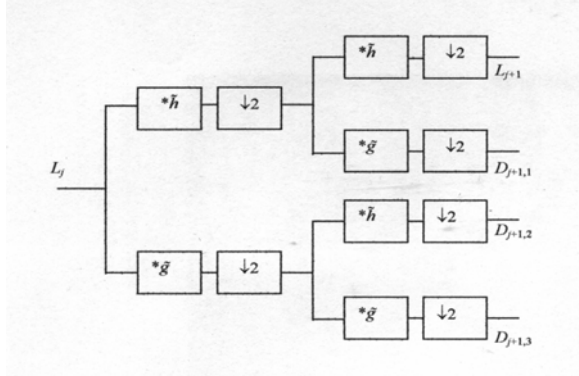 *h̃ ↓2 L_{j+1}
*h̃ ↓2
*g̃ ↓2 D_{j+1,1}
L_j
*h̃ ↓2 D_{j+1,2}
*g̃ ↓2
*g̃ ↓2 D_{j+1,3}